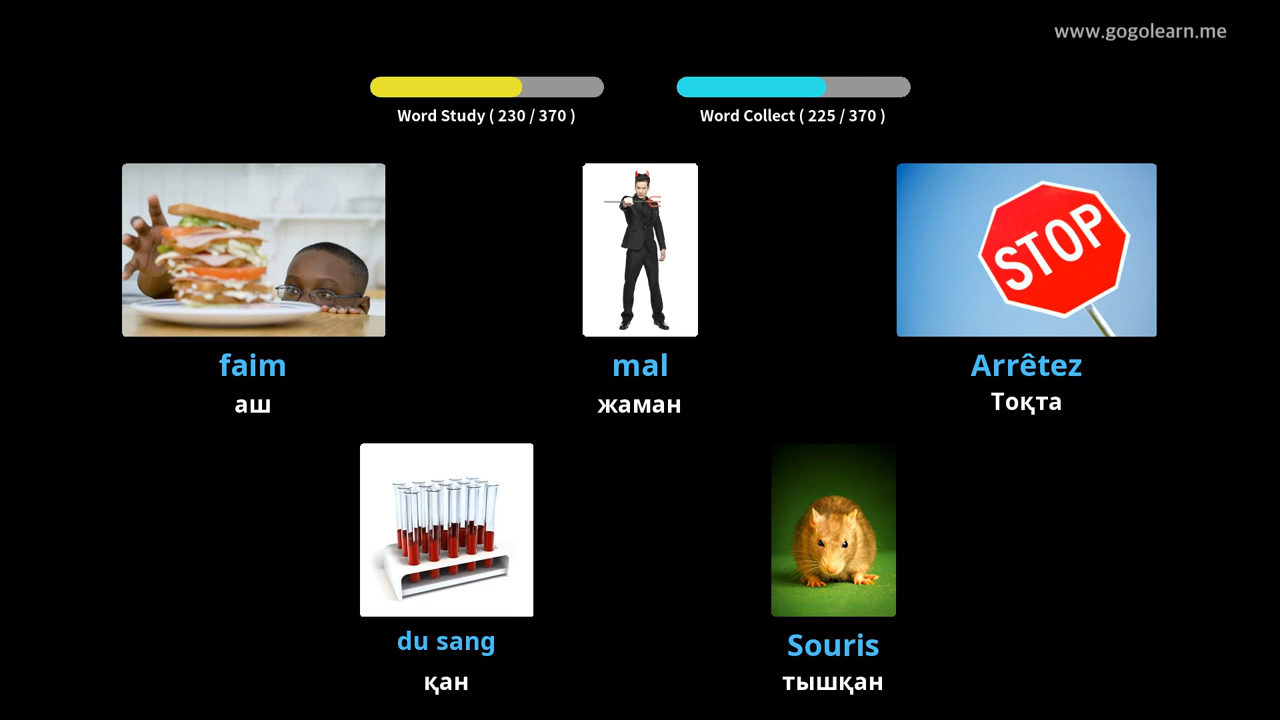 www.gogolearn.me
Word Study ( 230 / 370 )
Word Collect ( 225 / 370 )
STOP
faim
mal
Arrêtez
аш
жаман
Тоқта
du sang
Souris
қан
тышқан